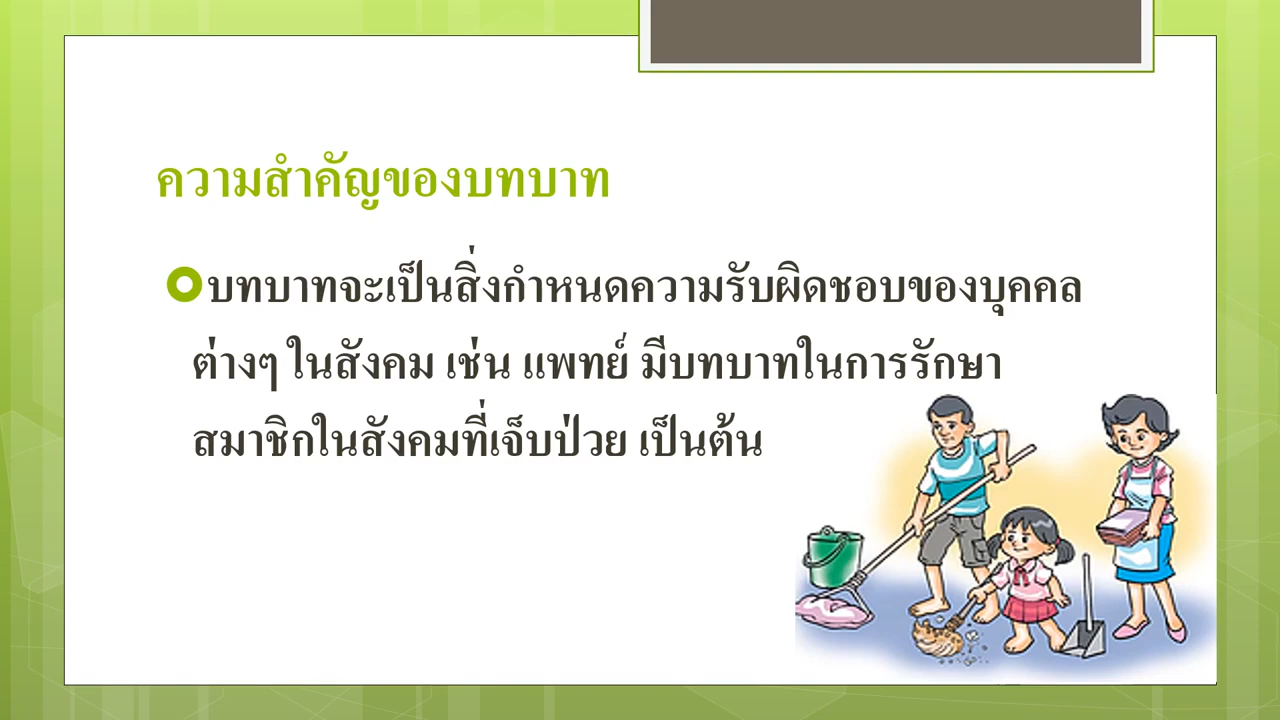 ความสำคัญของบทบาท
บทบาทจะเป็นสิ่งกำหนดความรับผิดชอบของบุคคล
ต่างๆ ในสังคม เช่น แพทย์ มีบทบาทในการรักษา
สมาชิกในสังคมที่เจ็บป่วย เป็นต้น